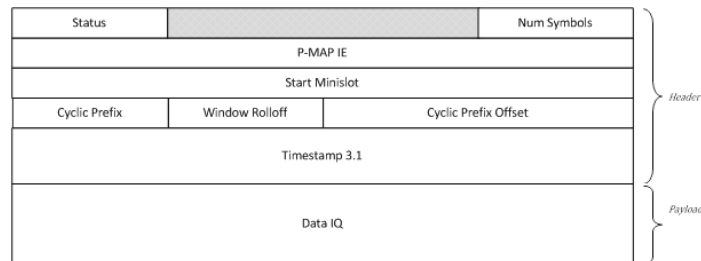 Status
Num Symbols
P-MAP IE
Start Minislot
Header
Cyclic Prefix
Window Rolloff
Cyclic Prefix Offset
Timestamp 3.1
Payload
Data IQ